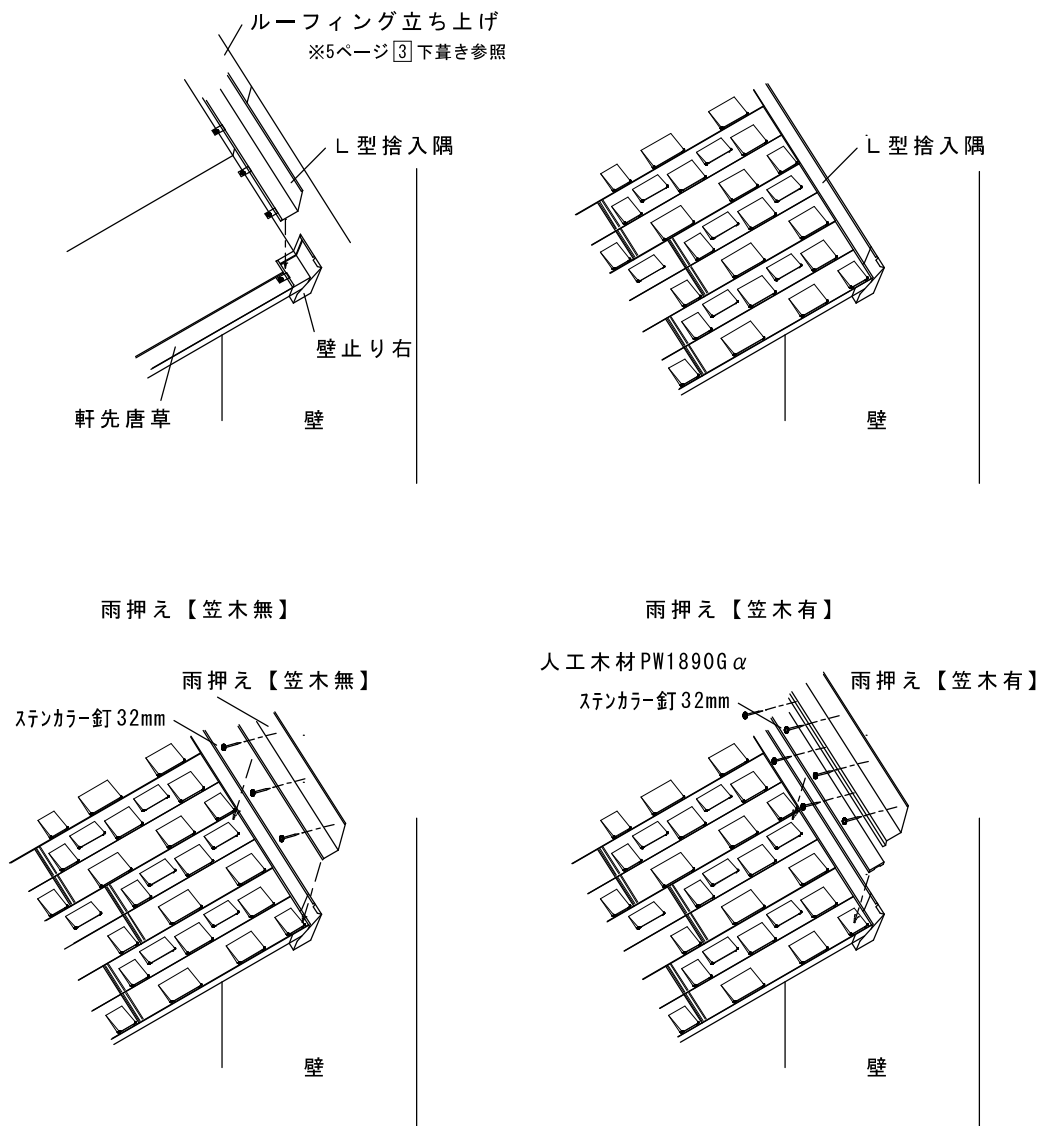 ルーフィング立ち上げ
※5ページ3下葺き参照
L型捨入隅
壁止り右
軒先唐草
壁
L型捨入隅
壁
雨押え【笠木無】
雨押え【笠木無】
ステンカラー釘32mm
壁
雨押え【笠木有】
人工木材PW1890Gα
雨押え【笠木有】
ステンカラー釘32mm
壁